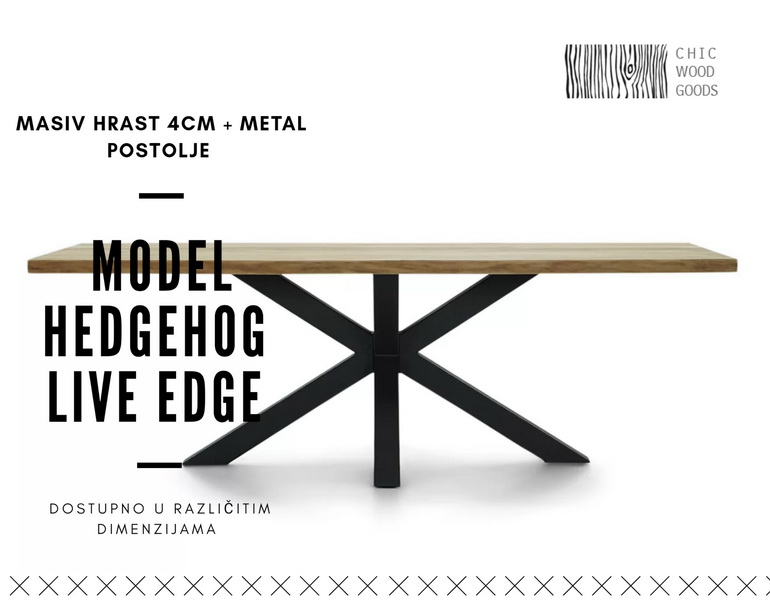 CHIC
WOOD
GOODS
MASIV HRAST 4CM + METAL
POSTOLJE
MODEL
HEDGEHOG
LIVE EDGE
DOSTUPNO U RAZLIČITIM
DIMENZIJAMA